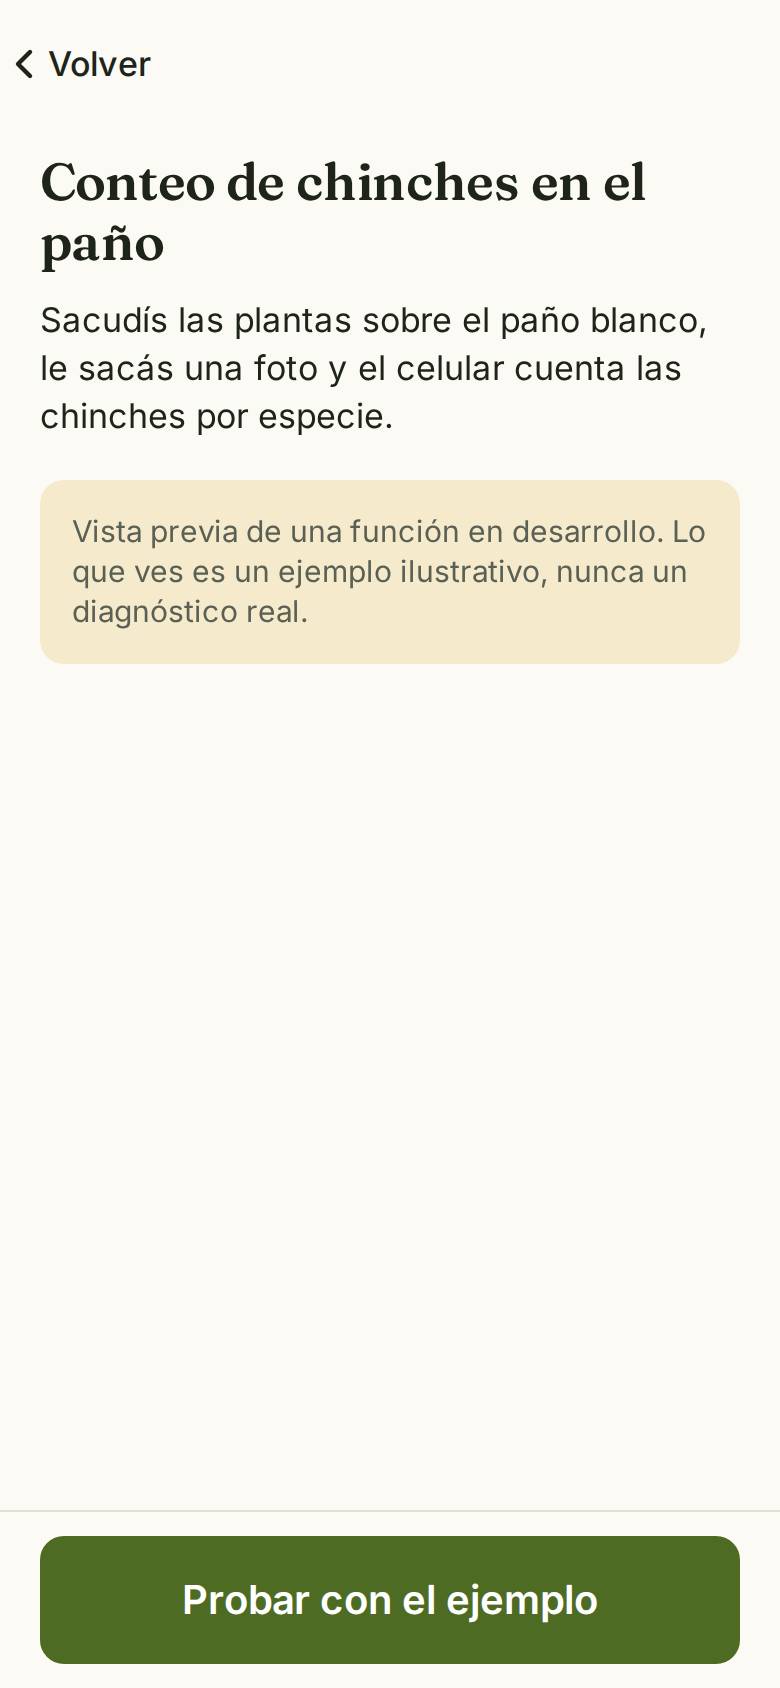 Volver
Conteo de chinches en el
paño
Sacudís las plantas sobre el paño blanco,
le sacás una foto y el celular cuenta las
chinches por especie.
Vista previa de una función en desarrollo. Lo
que ves es un ejemplo ilustrativo, nunca un
diagnóstico real.
Probar con el ejemplo